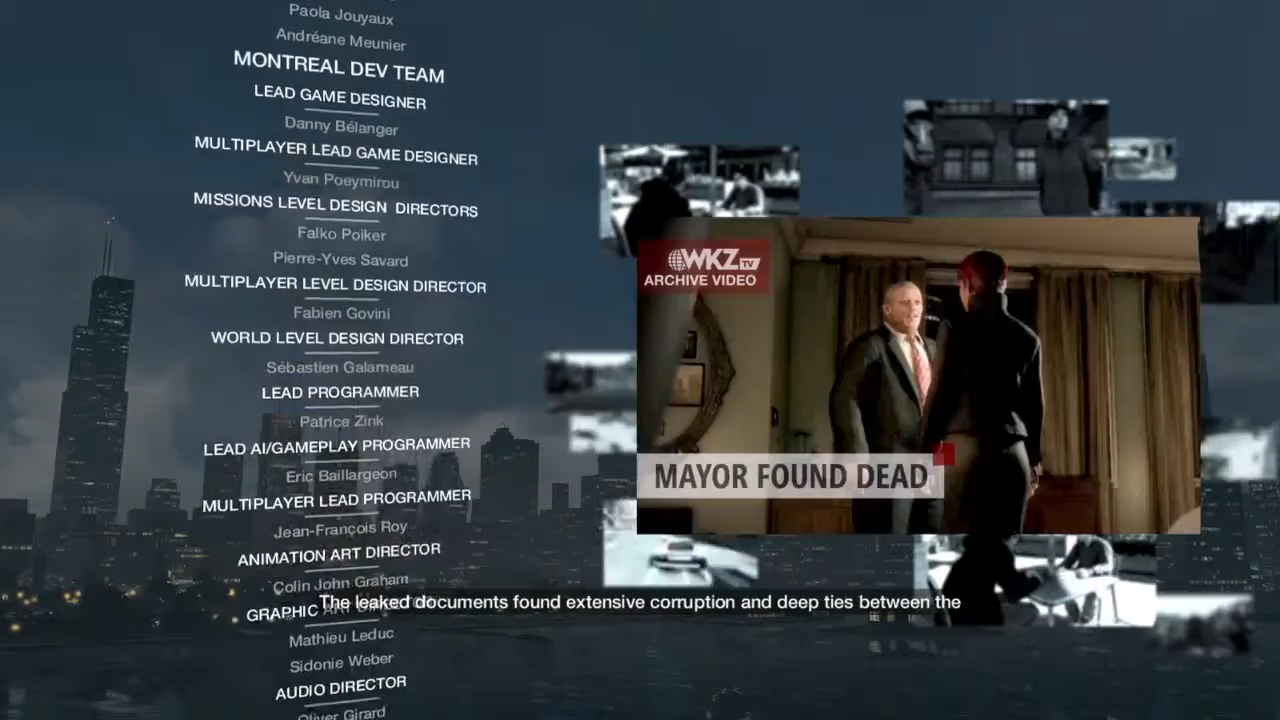 Paola Jouyaux
Andréane Meunier
MONTREAL DEV TEAM
LEAD GAME DESIGNER
Danny Bélanger
MULTIPLAYER LEAD GAME DESIGNER
Yvan Poeymirou
MISSIONS LEVEL DESIGN DIRECTORS
Falko Poiker
Pierre-Yves Savard
MULTIPLAYER LEVEL DESIGN DIRECTOR
Fabien Govini
WORLD LEVEL DESIGN DIRECTOR
Sébastien Galarneau
LEAD PROGRAMMER
Patrice Zink
LEAD AI/GAMEPLAY PROGRAMMER
Eric Baillargeon
MULTIPLAYER LEAD PROGRAMMER
Jean-François Roy
ANIMATION ART DIRECTOR
Colin John Graham
GRAPHIC
Mathieu Leduc
Sidonie Weber
AUDIO DIRECTOR
Oliver Girard
WKZ TV
ARCHIVE VIDEO
MAYOR FOUND DEAD
The leaked documents found extensive corruption and deep ties between the